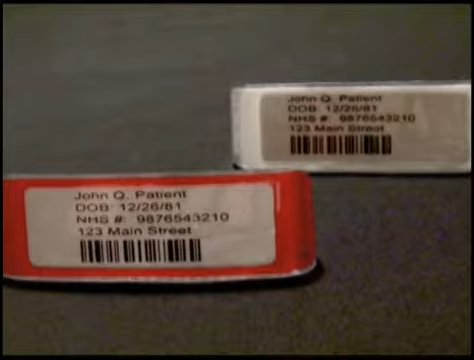 John Q. Patient
DOB: 12/26/81
NHS #: 9876543210
123 Main Street
John Q. Patient
DOB: 12/26/81
NHS #: 9876543210
123 Main Street